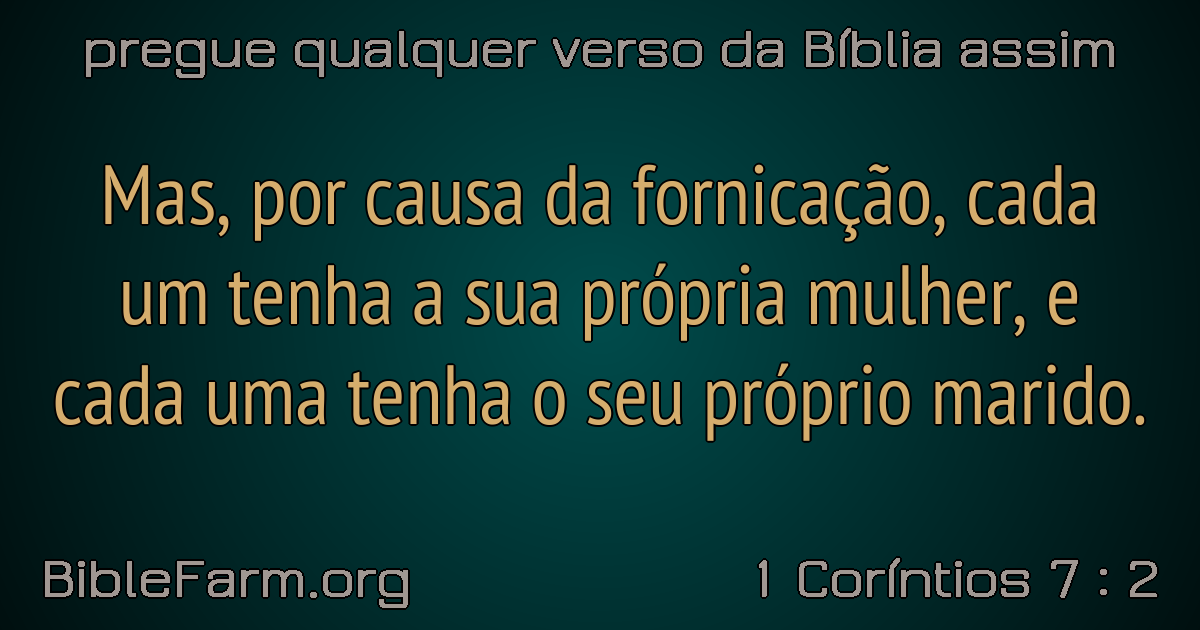 pregue qualquer verso da Bíblia assim
Mas, por causa da fornicação, cada
um tenha a sua própria mulher, e
cada uma tenha o seu próprio marido.
BibleFarm.org
1 Coríntios 7 : 2